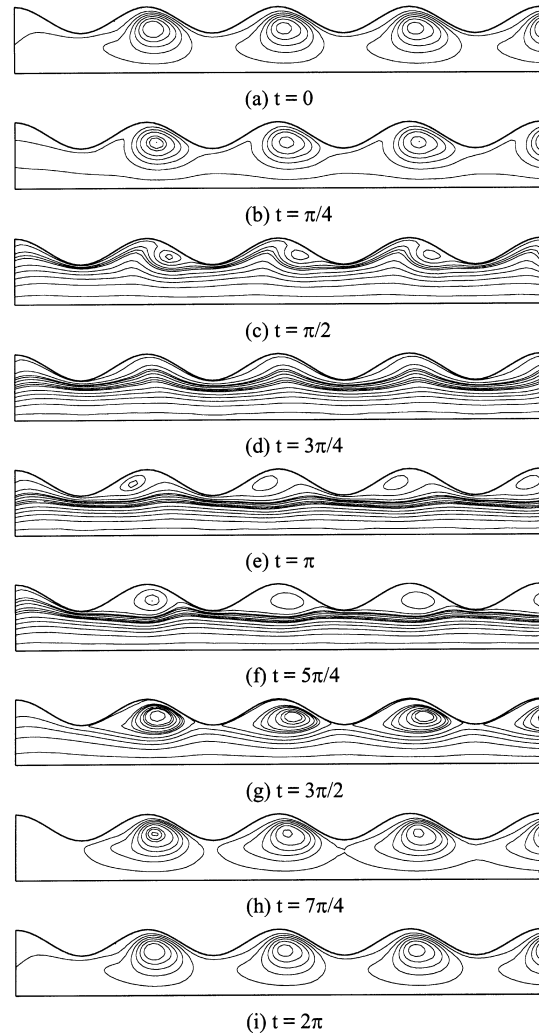 (a) t = 0
(b) t = π/4
(c) t = π/2
(d) t = 3π/4
(e) t = π
(f) t = 5π/4
(g) t = 3π/2
(h) t = 7π/4
(i) t = 2π